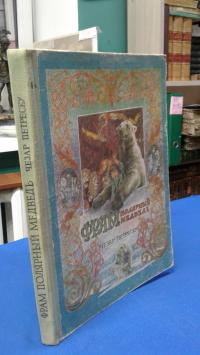 ФРАМ ПОЛЯРНЫЙ МЕДВЕДЬ ЧЕЗАР ПЕТРЕСКУ
ФРАМ ПОЛЯРНЫЙ
МЕДВЕДЬ
ЧЕЗАР ПЕТРЕСКУ